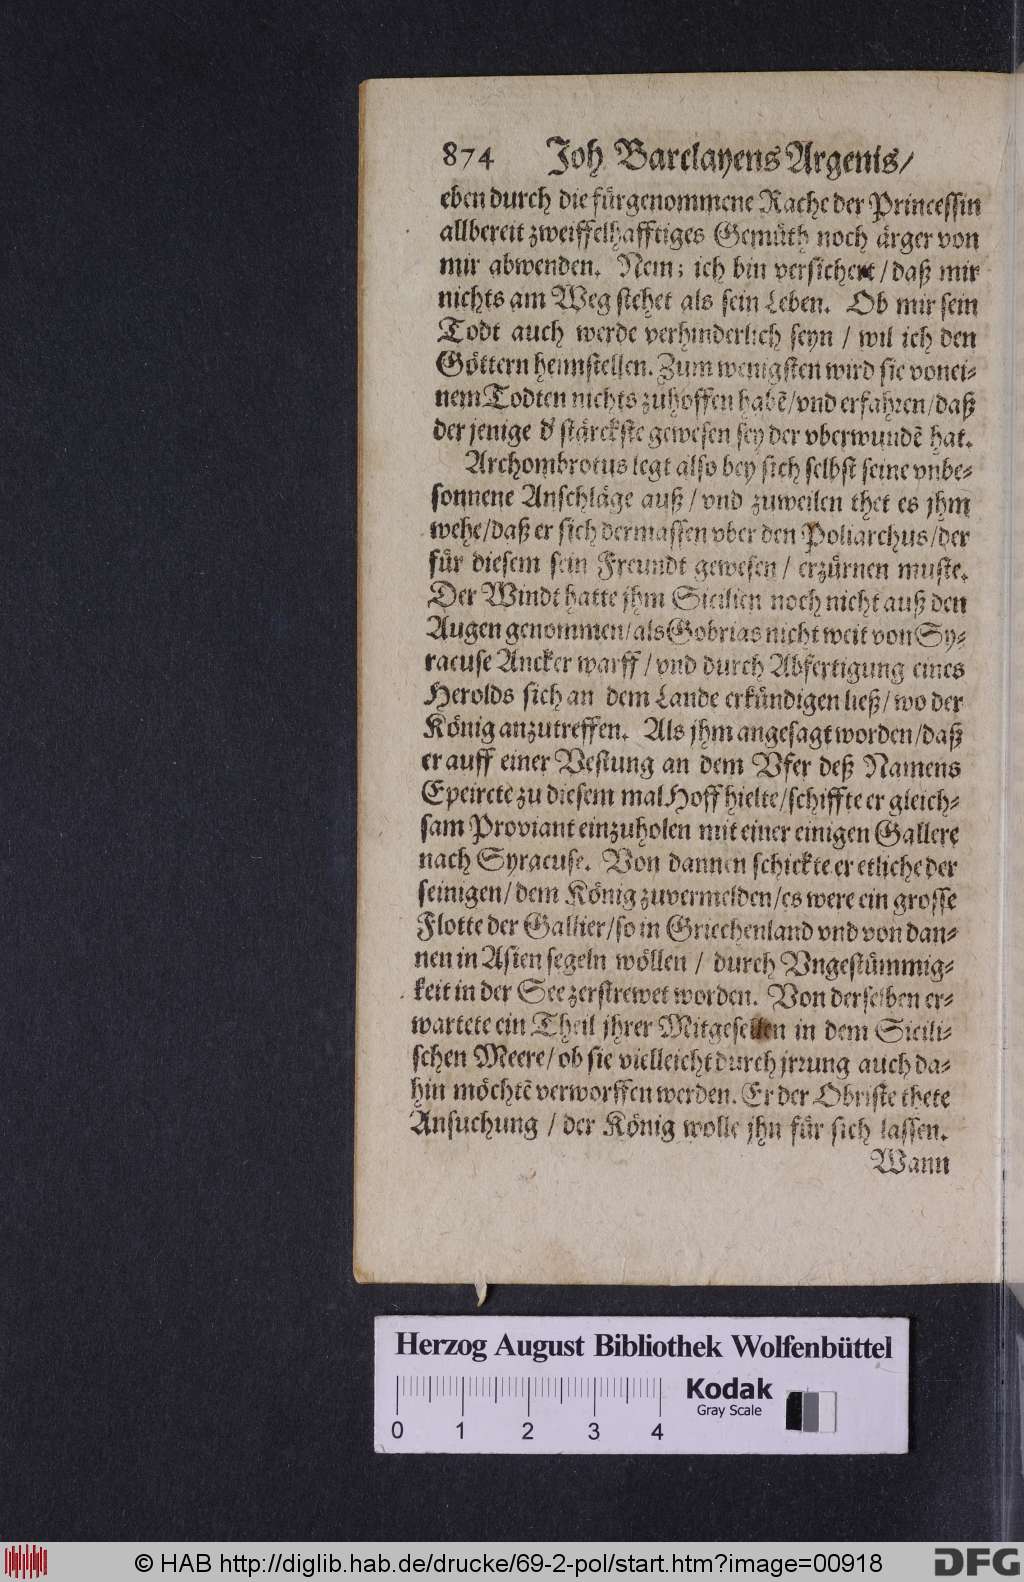 874 Joh Barclayens Argenis/
eben durch die fürgenommene Rache der Princessin
allbereit zweiffelhafftiges Gemüth noch ärger von
mir abwenden. Nein; ich bin versichert/ daß mir
nichts am Weg stehet als sein Leben. Ob mir sein
Todt auch werde verhinderlich seyn / wil ich den
Göttern heimstellen. Zum wenigsten wird sie von ei-
nem Todten nichts zuhoffen habẽ/ vnd erfahren/ daß
der jenige d' stärckste gewesen sey der vberwundẽ hat.
Archombrotus legt also bey sich selbst seine vnbe-
sonnene Anschläge auß/ vnd zuweilen thet es jhm
wehe/ daß er sich dermassen vber den Poliarchus/ der
für diesem sein Freundt gewesen/ erzürnen muste.
Der Windt hatte jhm Sicilien noch nicht auß den
Augen genommen/ als Gobrias nicht weit von Sy-
racuse Ancker warff/ vnd durch Abfertigung eines
Herolds sich an dem Lande erkündigen ließ/ wo der
König anzutreffen. Als jhm angesagt worden/ daß
er auff einer Vestung an dem Vfer deß Namens
Epeircte zu diesem mal Hoff hielte/ schiffte er gleich-
sam Proviant einzuholen mit einer einigen Gallere
nach Syracuse. Von dannen schickte er etliche der
seinigen/ dem König zuvermelden/ es were ein grosse
Flotte der Gallier/ so in Griechenland vnd von dan-
nen in Asien segeln wöllen / durch Vngestümmig-
keit in der See zerstrewet worden. Von derselben er-
wartete ein Theil jhrer Mitgesellen in dem Sicili-
schen Meere/ ob sie vielleicht durch jrrung auch da-
hin möchtẽ verworffen werden. Er der Obriste thete
Ansuchung / der König wolle jhn für sich lassen.
Wann
Herzog August Bibliothek Wolfenbüttel
Kodak
Gray Scale
0 1 2 3 4
© HAB http://diglib.hab.de/drucke/69-2-pol/start.htm?image=00918
DFG